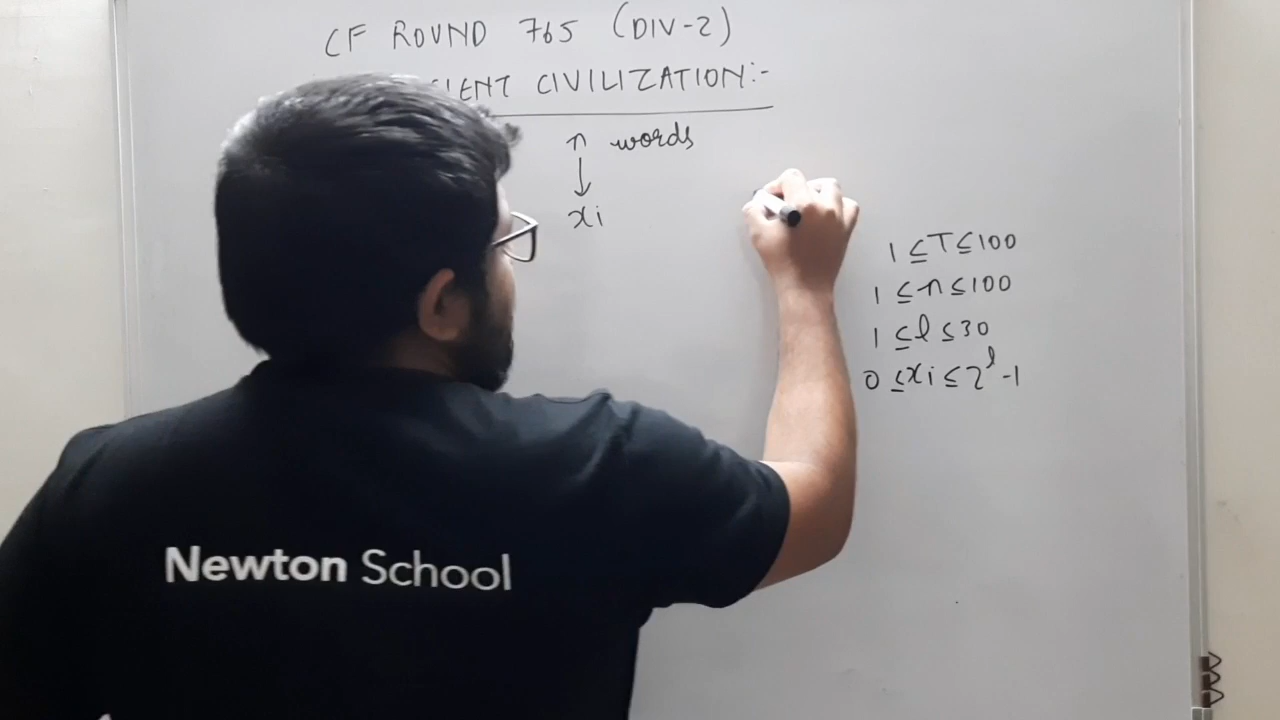 CF ROUND 765 (DIV-2)
CIVILIZATION:-
n words
xi
1 ≤ T ≤ 100
1 ≤ n ≤ 100
1 ≤ l ≤ 30
0 ≤ xi ≤ 2^l -1
Newton School